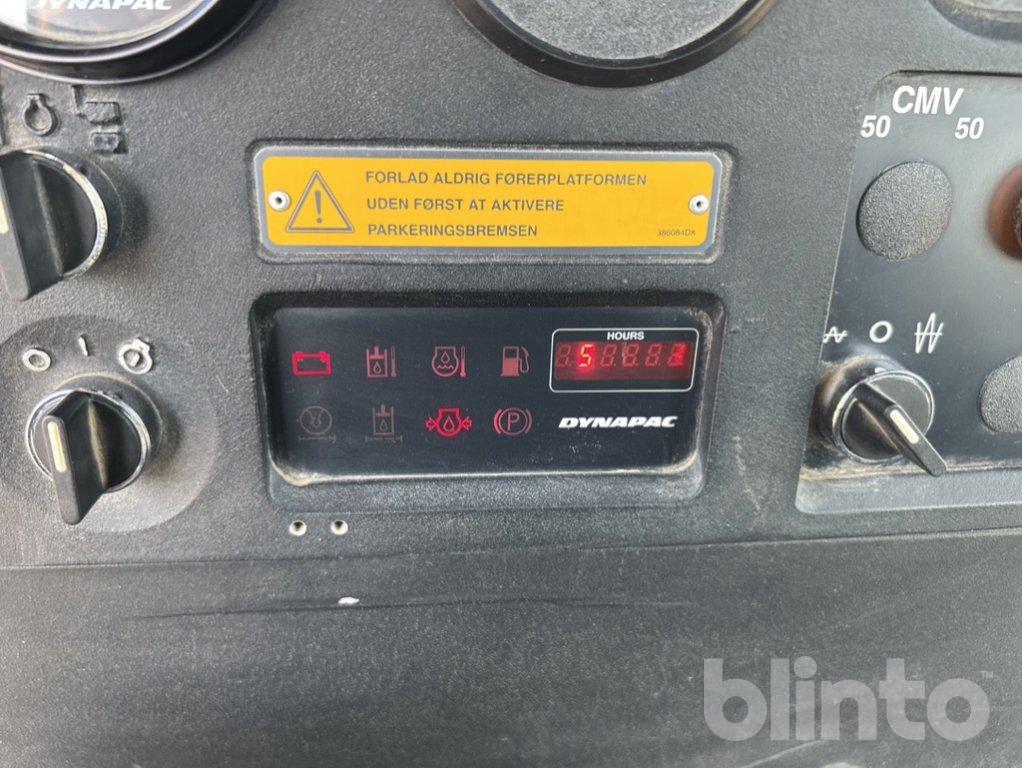 DYNAPAC
CMV
50 50
FORLAD ALDRIG FØRERPLATFORMEN
UDEN FØRST AT AKTIVERE
PARKERINGSBREMSEN
386084DK
HOURS
DYNAPAC
blinto